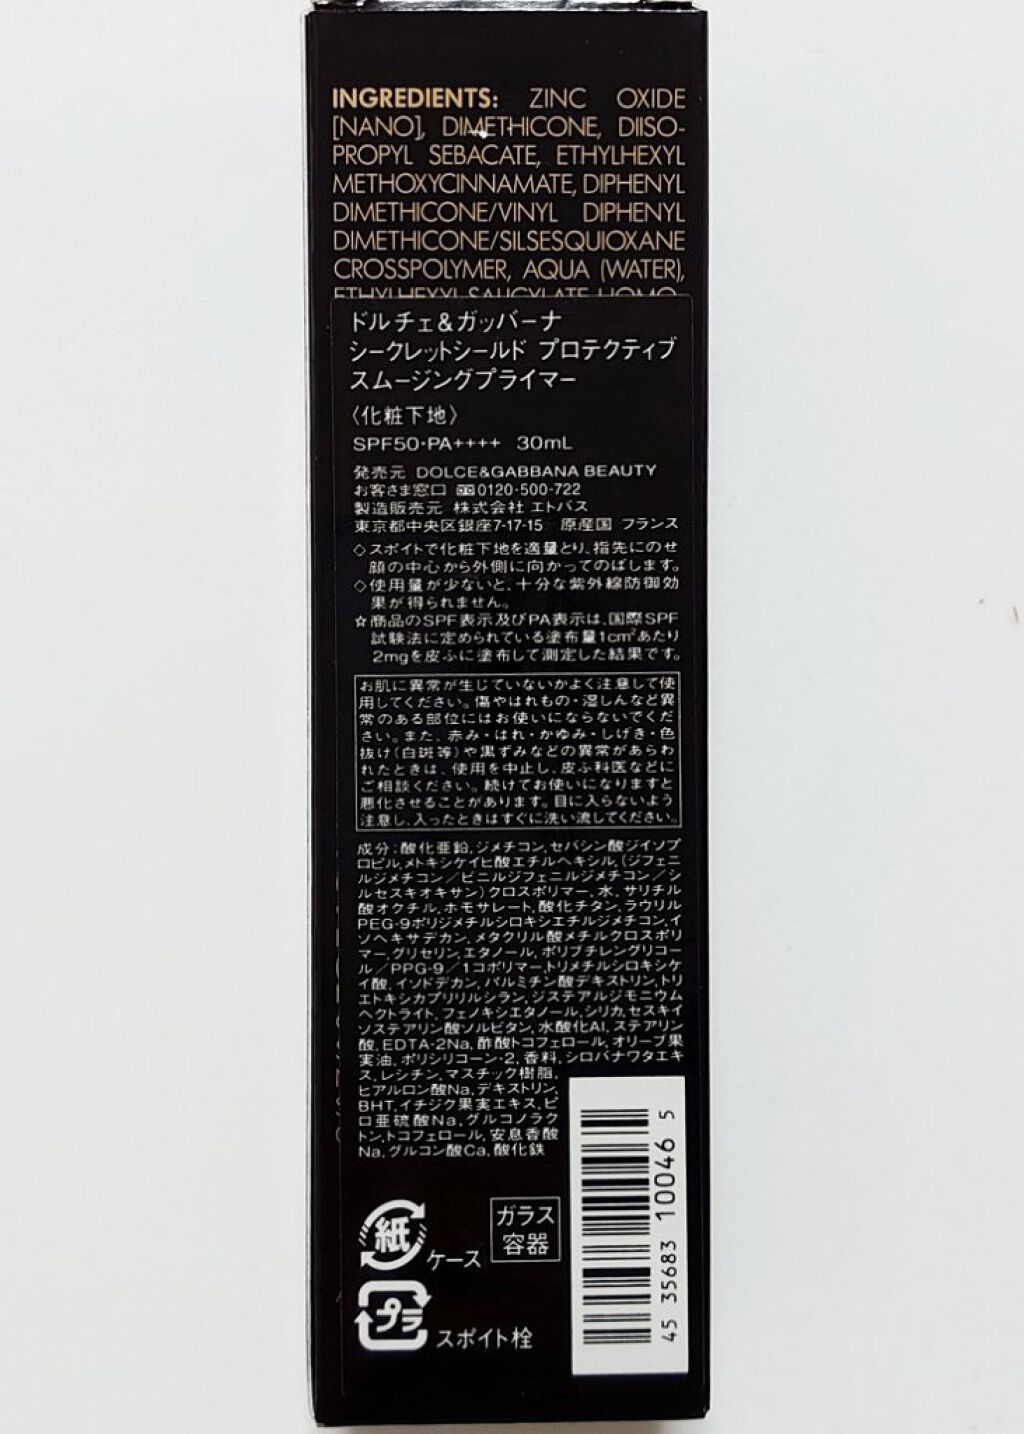 INGREDIENTS: ZINC OXIDE
[NANO], DIMETHICONE, DIISO-
PROPYL SEBACATE, ETHYLHEXYL
METHOXYCINNAMATE, DIPHENYL
DIMETHICONE/VINYL DIPHENYL
DIMETHICONE/SILSESQUIOXANE
CROSSPOLYMER, AQUA (WATER),
ETHYLHEXYL SALICYLATE, HOMO-
ドルチェ&ガッバーナ
シークレットシールド プロテクティブ
スムージングプライマー
〈化粧下地〉
SPF50・PA++++ 30mL
発売元 DOLCE&GABBANA BEAUTY
お客さま窓口 0120-500-722
製造販売元 株式会社 エトバス
東京都中央区銀座7-17-15 原産国 フランス
◇スポイトで化粧下地を適量とり、指先にのせ
顔の中心から外側に向かってのばします。
◇使用量が少ないと、十分な紫外線防御効
果が得られません。
☆商品のSPF表示及びPA表示は、国際SPF
試験法に定められている塗布量1cm²あたり
2mgを皮ふに塗布して測定した結果です。
お肌に異常が生じていないかよく注意して使
用してください。傷やはれもの・湿しんなど異
常のある部位にはお使いにならないでくだ
さい。また、赤み・はれ・かゆみ・しげき・色
抜け(白斑等)や黒ずみなどの異常があらわ
れたときは、使用を中止し、皮ふ科医などに
ご相談ください。続けてお使いになりますと
悪化させることがあります。目に入らないよう
注意し、入ったときはすぐに洗い流してください。
成分:酸化亜鉛,ジメチコン,セバシン酸ジイソプ
ロピル,メトキシケイヒ酸エチルヘキシル,(ジフェニ
ルジメチコン/ビニルジフェニルジメチコン/シ
ルセスキオキサン)クロスポリマー,水,サリチル
酸オクチル,ホモサレート,酸化チタン,ラウリル
PEG-9ポリジメチルシロキシエチルジメチコン,イ
ソヘキサデカン,メタクリル酸メチルクロスポリ
マー,グリセリン,エタノール,ポリブチレングリコー
ル/PPG-9/1コポリマー,トリメチルシロキシケ
イ酸,イソドデカン,パルミチン酸デキストリン,トリ
エトキシカプリリルシラン,ジステアルジモニウム
ヘクトライト,フェノキシエタノール,シリカ,セスキイ
ソステアリン酸ソルビタン,水酸化Al,ステアリン
酸,EDTA-2Na,酢酸トコフェロール,オリーブ果
実油,ポリシリコーン-2,香料,シロバナワタエキ
ス,レシチン,マスチック樹脂,
ヒアルロン酸Na,デキストリン,
BHT,イチジク果実エキス,ピ
ロ亜硫酸Na,グルコノラク
トン,トコフェロール,安息香酸
Na,グルコン酸Ca,酸化鉄
紙
ケース
ガラス
容器
プラ
スポイト栓
45 35683 10046 5